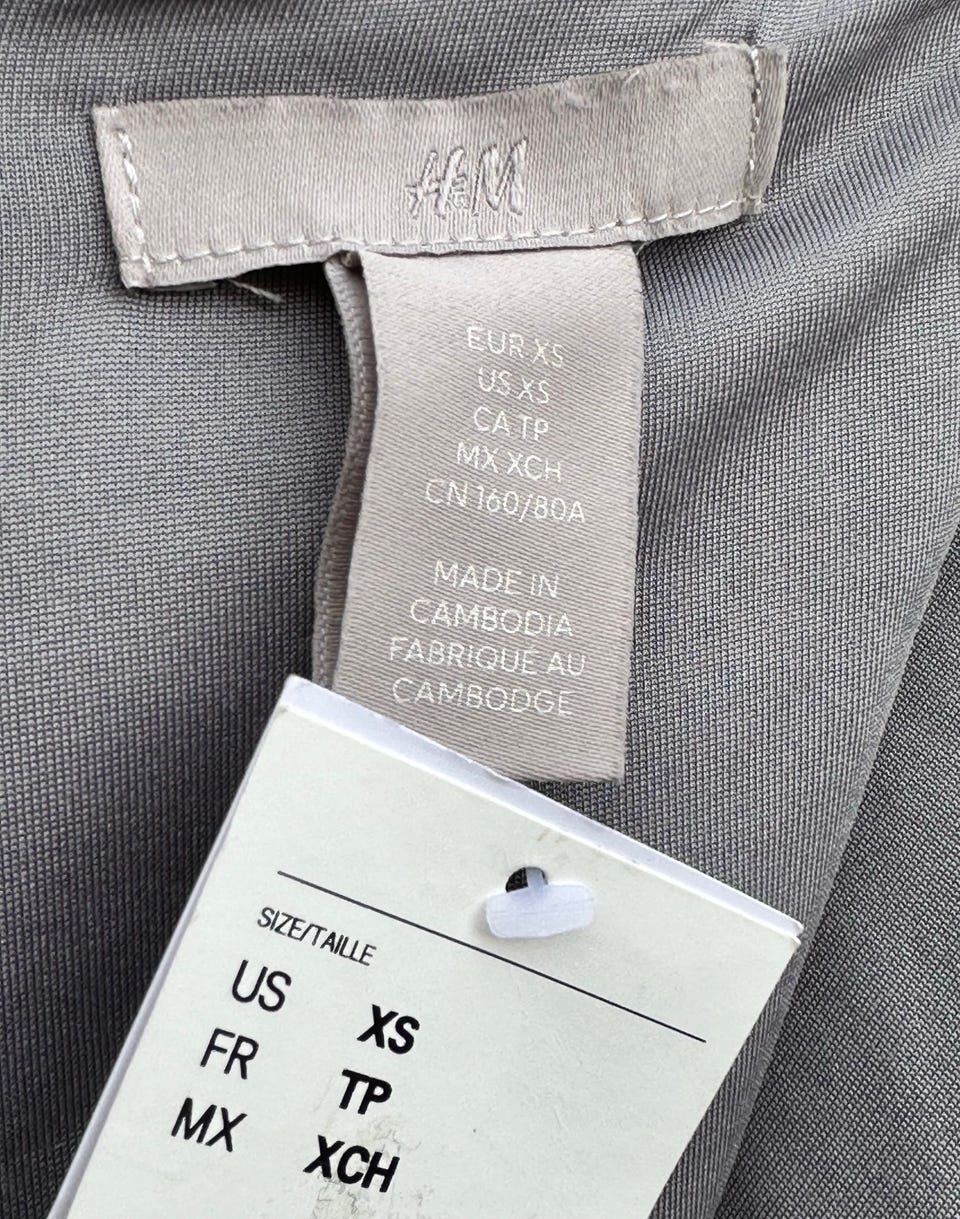 H&M
EUR XS
US XS
CA TP
MX XCH
CN 160/80A
MADE IN
CAMBODIA
FABRIQUÉ AU
CAMBODGE
SIZE/TAILLE
US XS
FR TP
MX XCH